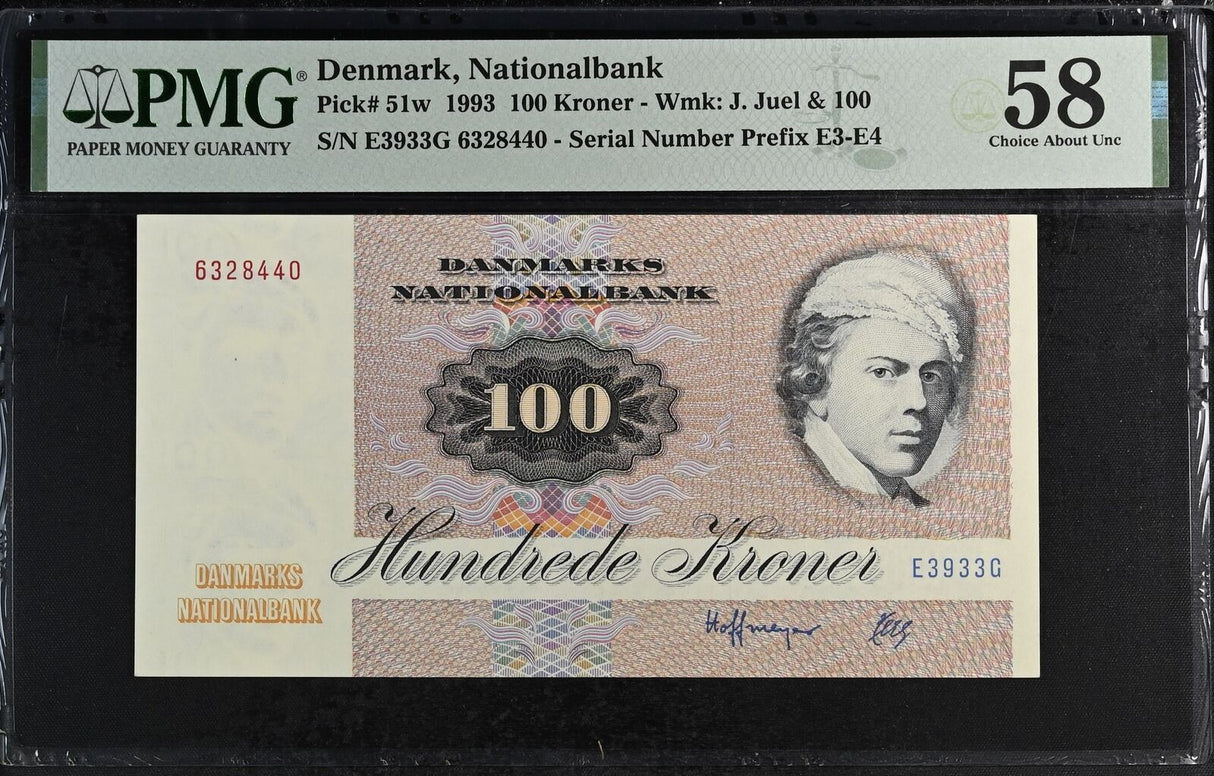 PMG®
PAPER MONEY GUARANTY
Denmark, Nationalbank
Pick# 51w 1993 100 Kroner - Wmk: J. Juel & 100
S/N E3933G 6328440 - Serial Number Prefix E3-E4
58
Choice About Unc
6328440
DANMARKS
NATIONALBANK
100
Hundrede Kroner
E3933G
DANMARKS
NATIONALBANK
Hoffmeyer